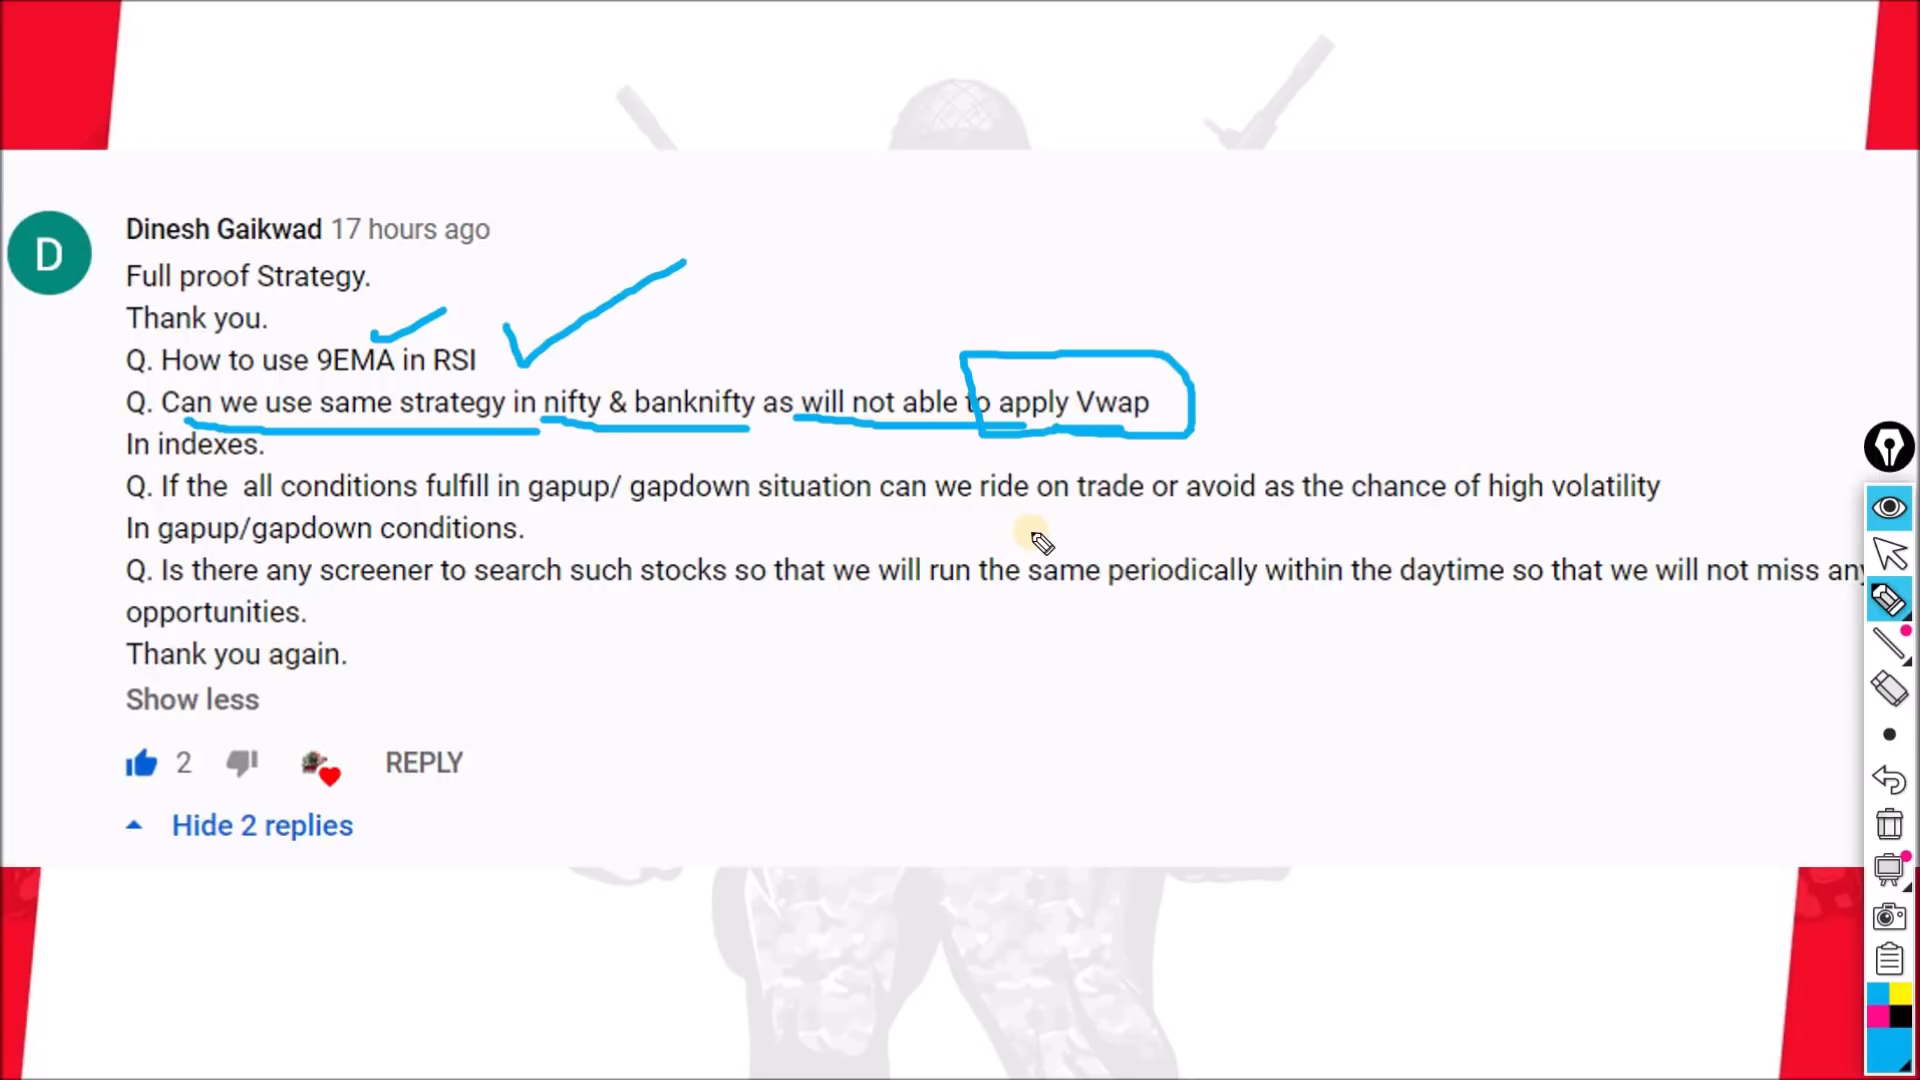 D
Dinesh Gaikwad 17 hours ago
Full proof Strategy.
Thank you.
Q. How to use 9EMA in RSI
Q. Can we use same strategy in nifty & banknifty as will not able to apply Vwap
In indexes.
Q. If the  all conditions fulfill in gapup/ gapdown situation can we ride on trade or avoid as the chance of high volatility
In gapup/gapdown conditions.
Q. Is there any screener to search such stocks so that we will run the same periodically within the daytime so that we will not miss any
opportunities.
Thank you again.
Show less
2 REPLY
Hide 2 replies